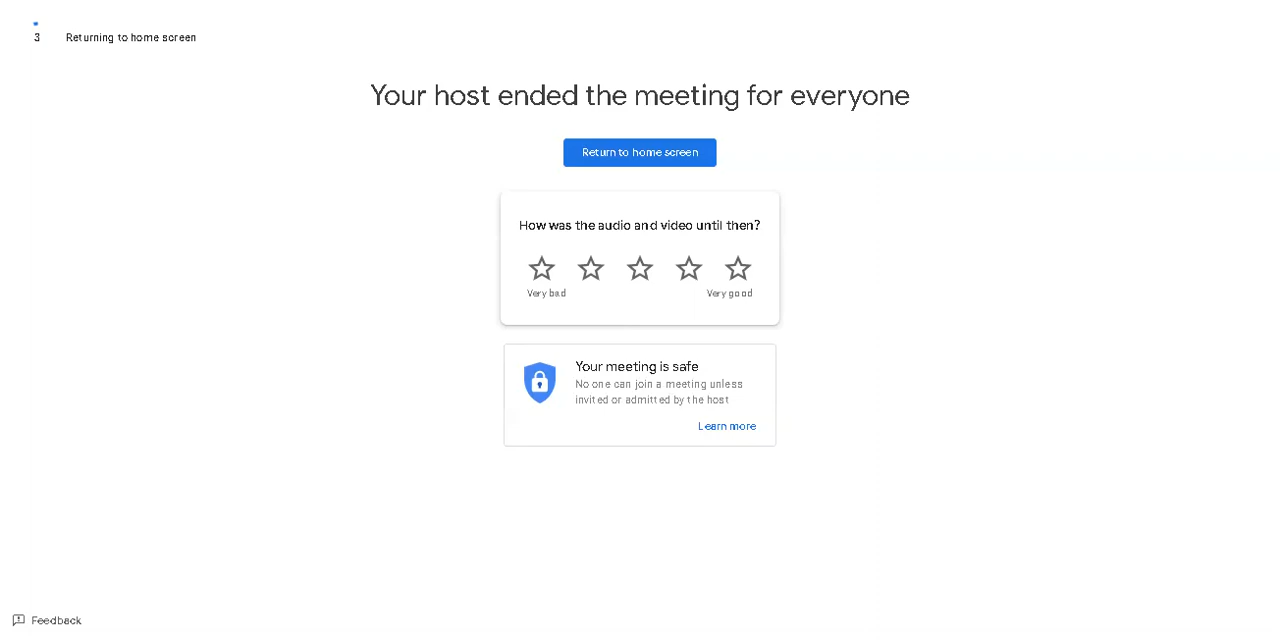 3 Returning to home screen
Your host ended the meeting for everyone
Return to home screen
How was the audio and video until then?
Very bad Very good
Your meeting is safe
No one can join a meeting unless
invited or admitted by the host
Learn more
Feedback